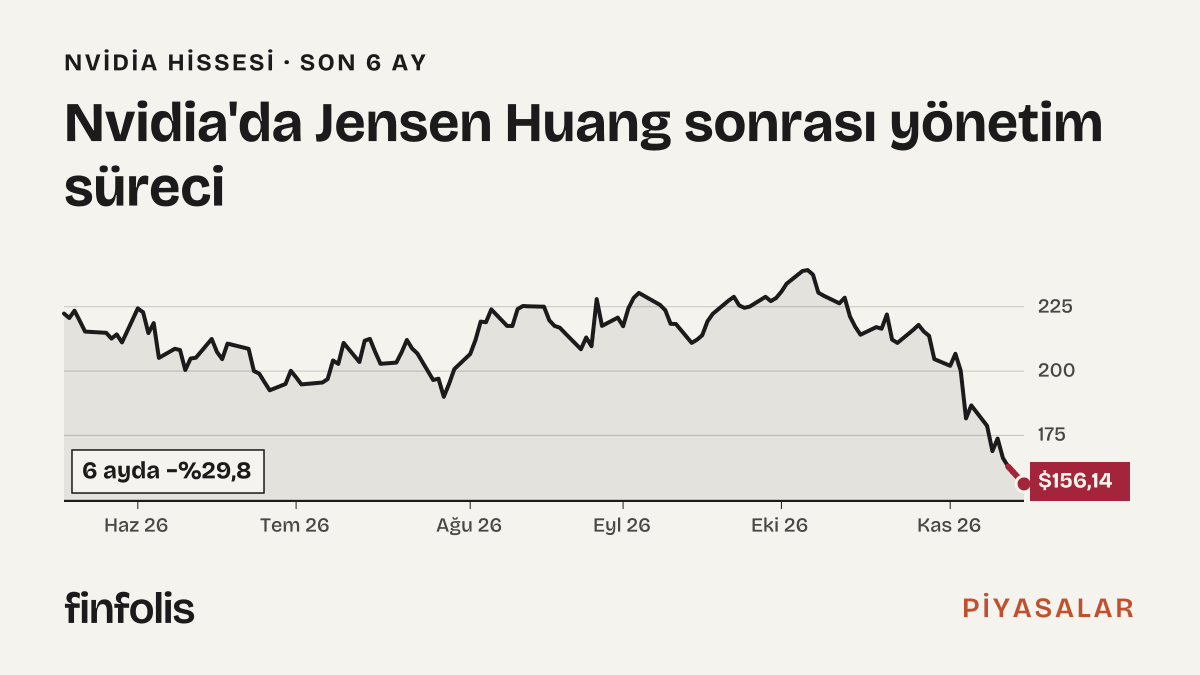 NVİDİA HİSSESİ · SON 6 AY
Nvidia'da Jensen Huang sonrası yönetim
süreci
225
200
175
6 ayda -%29,8
$156,14
Haz 26
Tem 26
Ağu 26
Eyl 26
Eki 26
Kas 26
finfolis
PİYASALAR